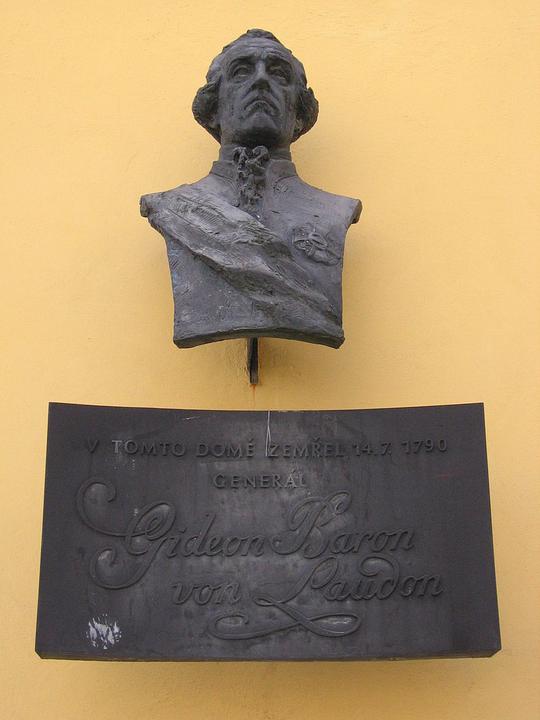 V TOMTO DOMĚ ZEMŘEL 14.7. 1790
GENERÁL
Gideon Baron
von Laudon